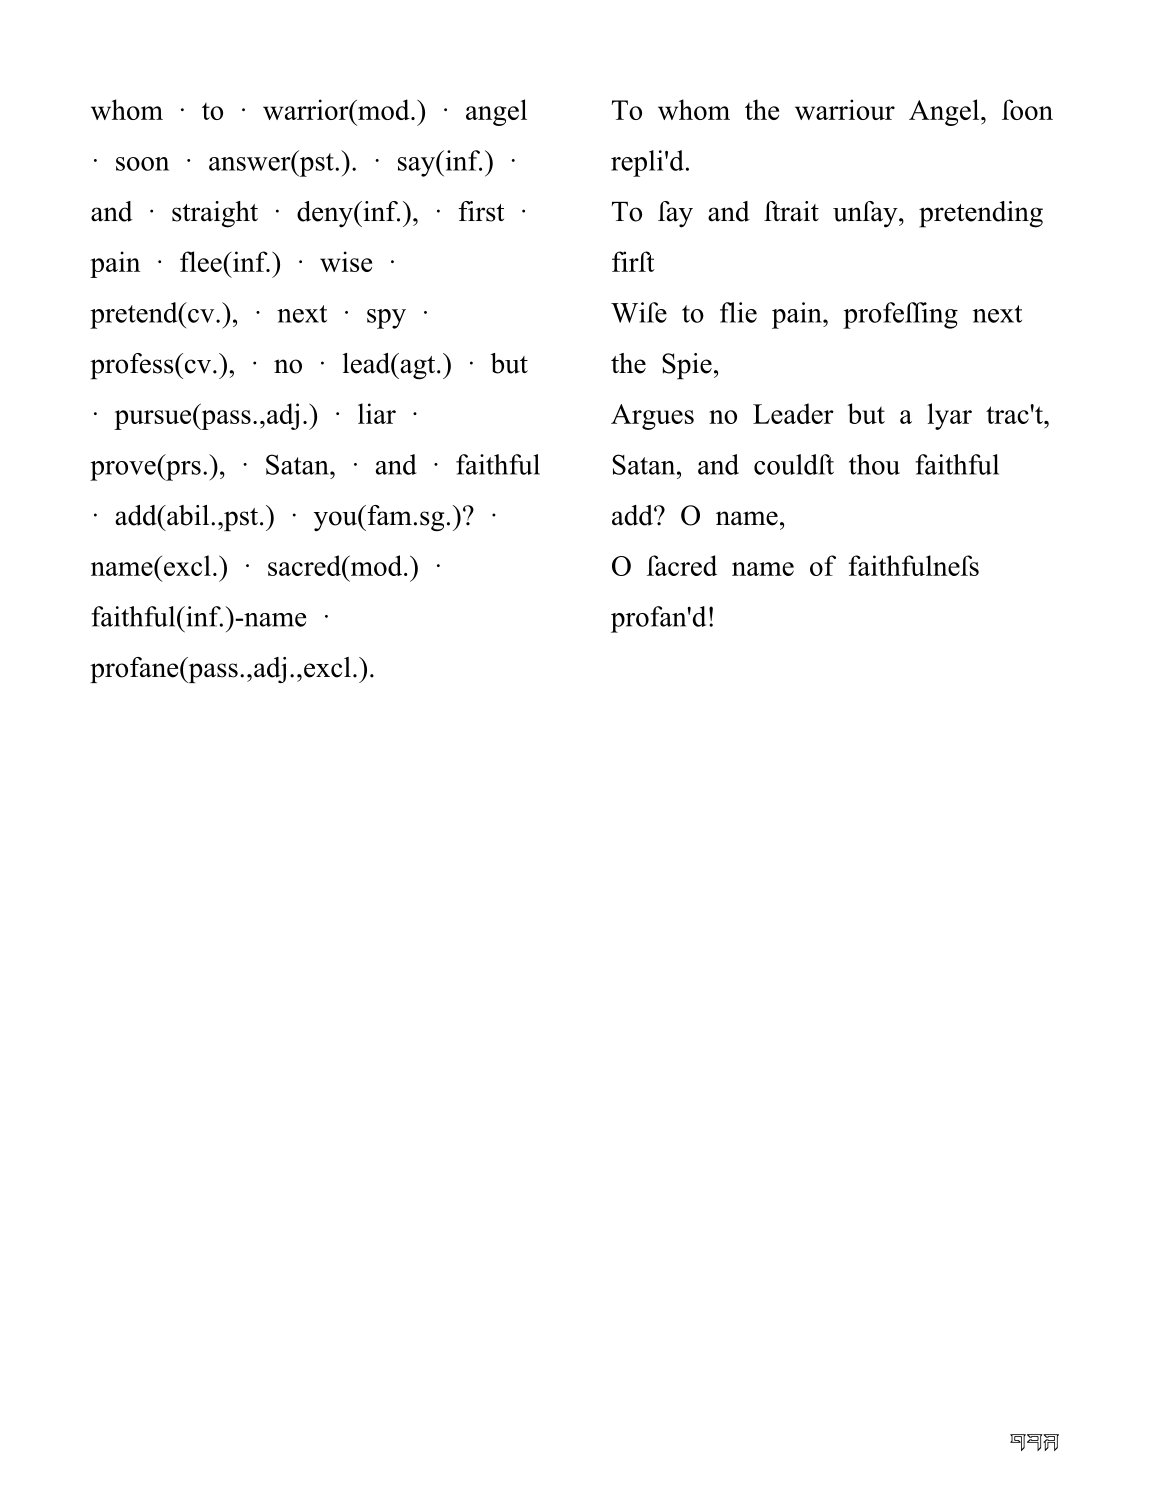 whom · to · warrior(mod.) · angel
· soon · answer(pst.). · say(inf.) ·
and · straight · deny(inf.), · first ·
pain · flee(inf.) · wise ·
pretend(cv.), · next · spy ·
profess(cv.), · no · lead(agt.) · but
· pursue(pass.,adj.) · liar ·
prove(prs.), · Satan, · and · faithful
· add(abil.,pst.) · you(fam.sg.)? ·
name(excl.) · sacred(mod.) ·
faithful(inf.)-name ·
profane(pass.,adj.,excl.).
To whom the warriour Angel, ſoon
repli'd.
To ſay and ſtrait unſay, pretending
firſt
Wiſe to flie pain, profeſſing next
the Spie,
Argues no Leader but a lyar trac't,
Satan, and couldſt thou faithful
add? O name,
O ſacred name of faithfulneſs
profan'd!